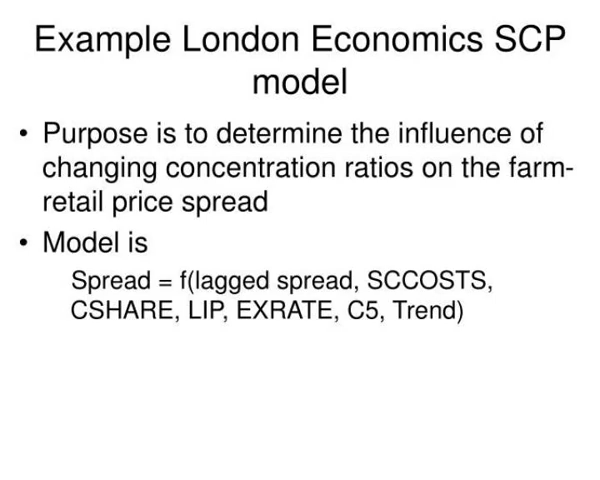 Example London Economics SCP
model
• Purpose is to determine the influence of
changing concentration ratios on the farm-
retail price spread
• Model is
Spread = f(lagged spread, SCCOSTS,
CSHARE, LIP, EXRATE, C5, Trend)